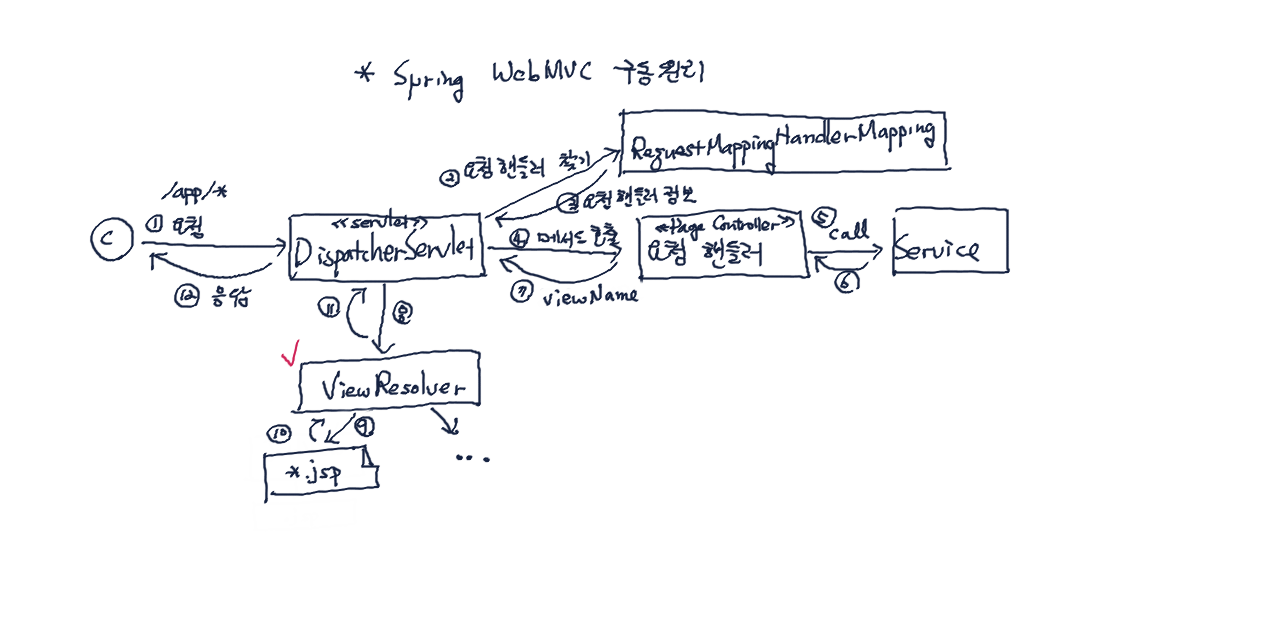 * Spring WebMVC 구동원리
RequestMappingHandlerMapping
② 요청 핸들러 찾기
③ 요청 핸들러 정보
/app/*
① 요청
C
<<servlet>>
DispatcherServlet
④ 메서드 호출
<<Page Controller>>
요청 핸들러
⑤ call
Service
⑥
⑦ viewName
⑫ 응답
⑪ ⑧
ViewResolver
⑩ ⑨
*.jsp
...